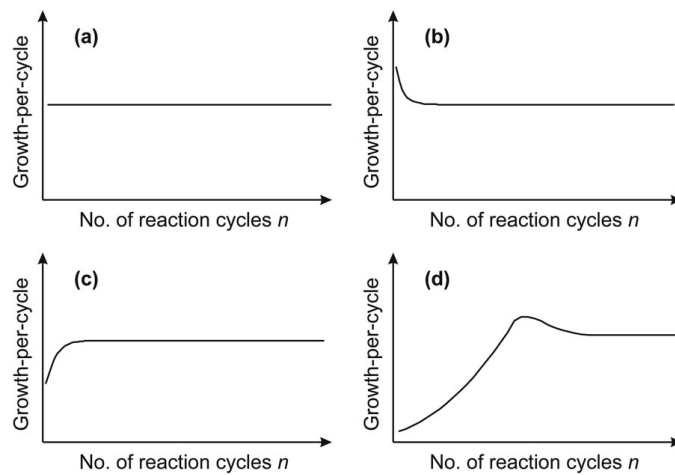 (a)
Growth-per-cycle
No. of reaction cycles n
(b)
Growth-per-cycle
No. of reaction cycles n
(c)
Growth-per-cycle
No. of reaction cycles n
(d)
Growth-per-cycle
No. of reaction cycles n